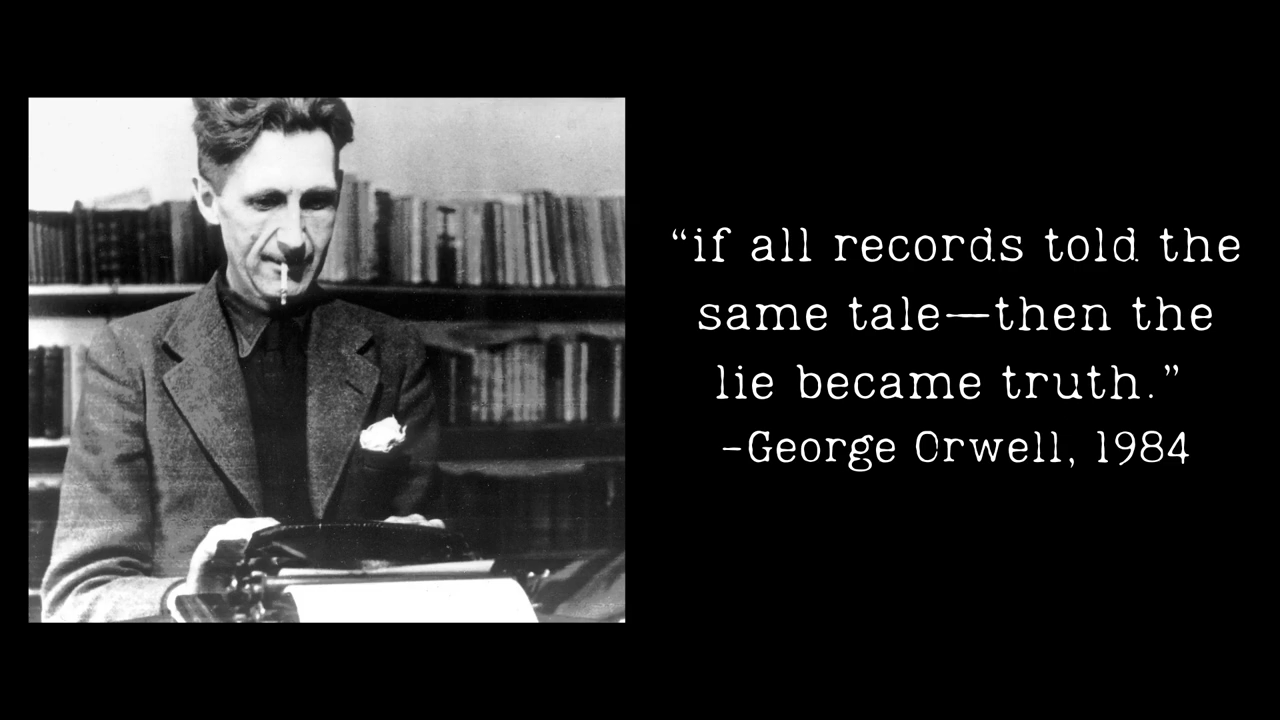 “if all records told the
same tale—then the
lie became truth.”
–George Orwell, 1984